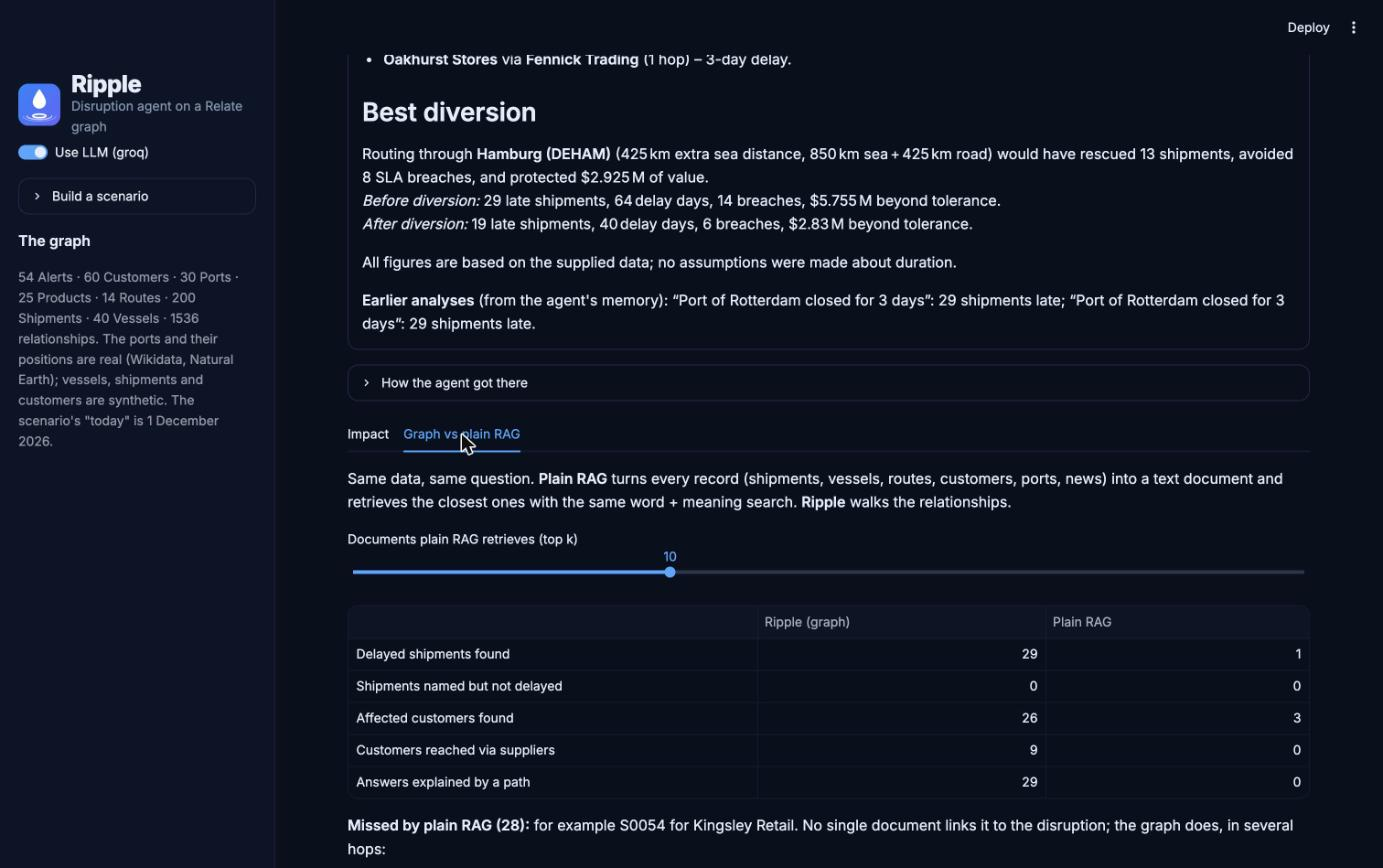 Deploy
Ripple
Disruption agent on a Relate
graph
Use LLM (groq)
Build a scenario
The graph
54 Alerts · 60 Customers · 30 Ports ·
25 Products · 14 Routes · 200
Shipments · 40 Vessels · 1536
relationships. The ports and their
positions are real (Wikidata, Natural
Earth); vessels, shipments and
customers are synthetic. The
scenario's "today" is 1 December
2026.
• Oakhurst Stores via Fennick Trading (1 hop) – 3-day delay.
Best diversion
Routing through Hamburg (DEHAM) (425 km extra sea distance, 850 km sea + 425 km road) would have rescued 13 shipments, avoided
8 SLA breaches, and protected $2.925 M of value.
Before diversion: 29 late shipments, 64 delay days, 14 breaches, $5.755 M beyond tolerance.
After diversion: 19 late shipments, 40 delay days, 6 breaches, $2.83 M beyond tolerance.
All figures are based on the supplied data; no assumptions were made about duration.
Earlier analyses (from the agent's memory): “Port of Rotterdam closed for 3 days”: 29 shipments late; “Port of Rotterdam closed for 3
days”: 29 shipments late.
How the agent got there
Impact Graph vs plain RAG
Same data, same question. Plain RAG turns every record (shipments, vessels, routes, customers, ports, news) into a text document and
retrieves the closest ones with the same word + meaning search. Ripple walks the relationships.
Documents plain RAG retrieves (top k)
10
Ripple (graph) Plain RAG
Delayed shipments found 29 1
Shipments named but not delayed 0 0
Affected customers found 26 3
Customers reached via suppliers 9 0
Answers explained by a path 29 0
Missed by plain RAG (28): for example S0054 for Kingsley Retail. No single document links it to the disruption; the graph does, in several
hops: